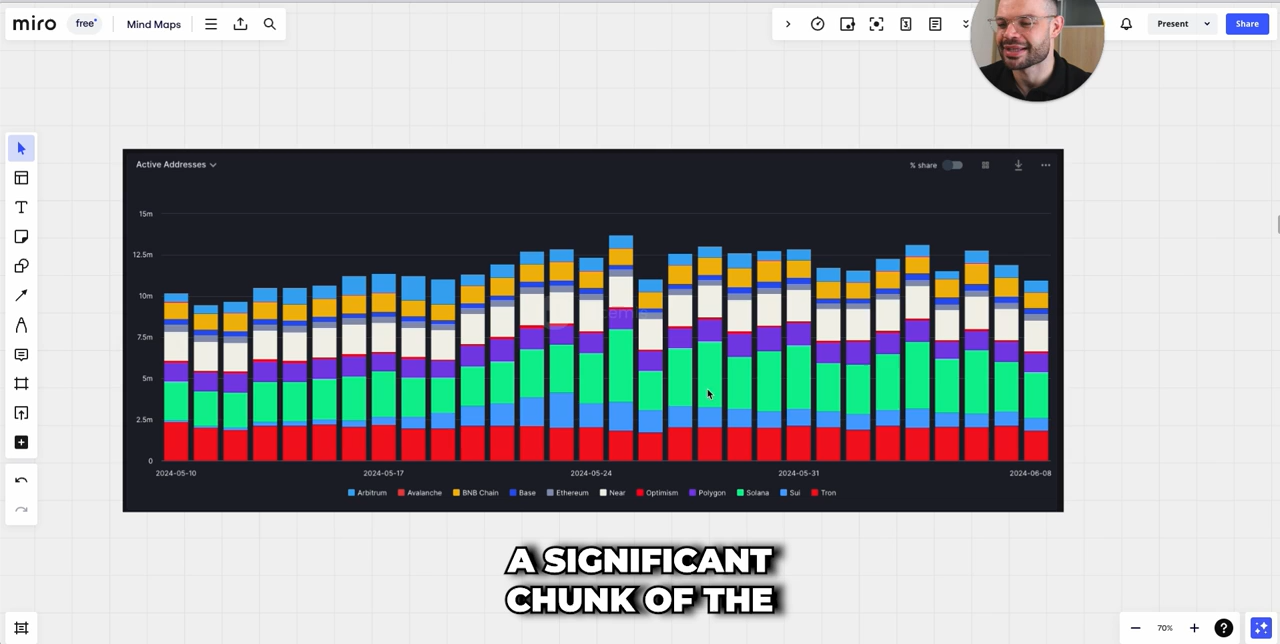 miro free* Mind Maps Present Share
Active Addresses % share
15m
12.5m
10m
7.5m
5m
2.5m
0
2024-05-10 2024-05-17 2024-05-24 2024-05-31 2024-06-08
Arbitrum Avalanche BNB Chain Base Ethereum Near Optimism Polygon Solana Sui Tron
A SIGNIFICANT
CHUNK OF THE
70% ?